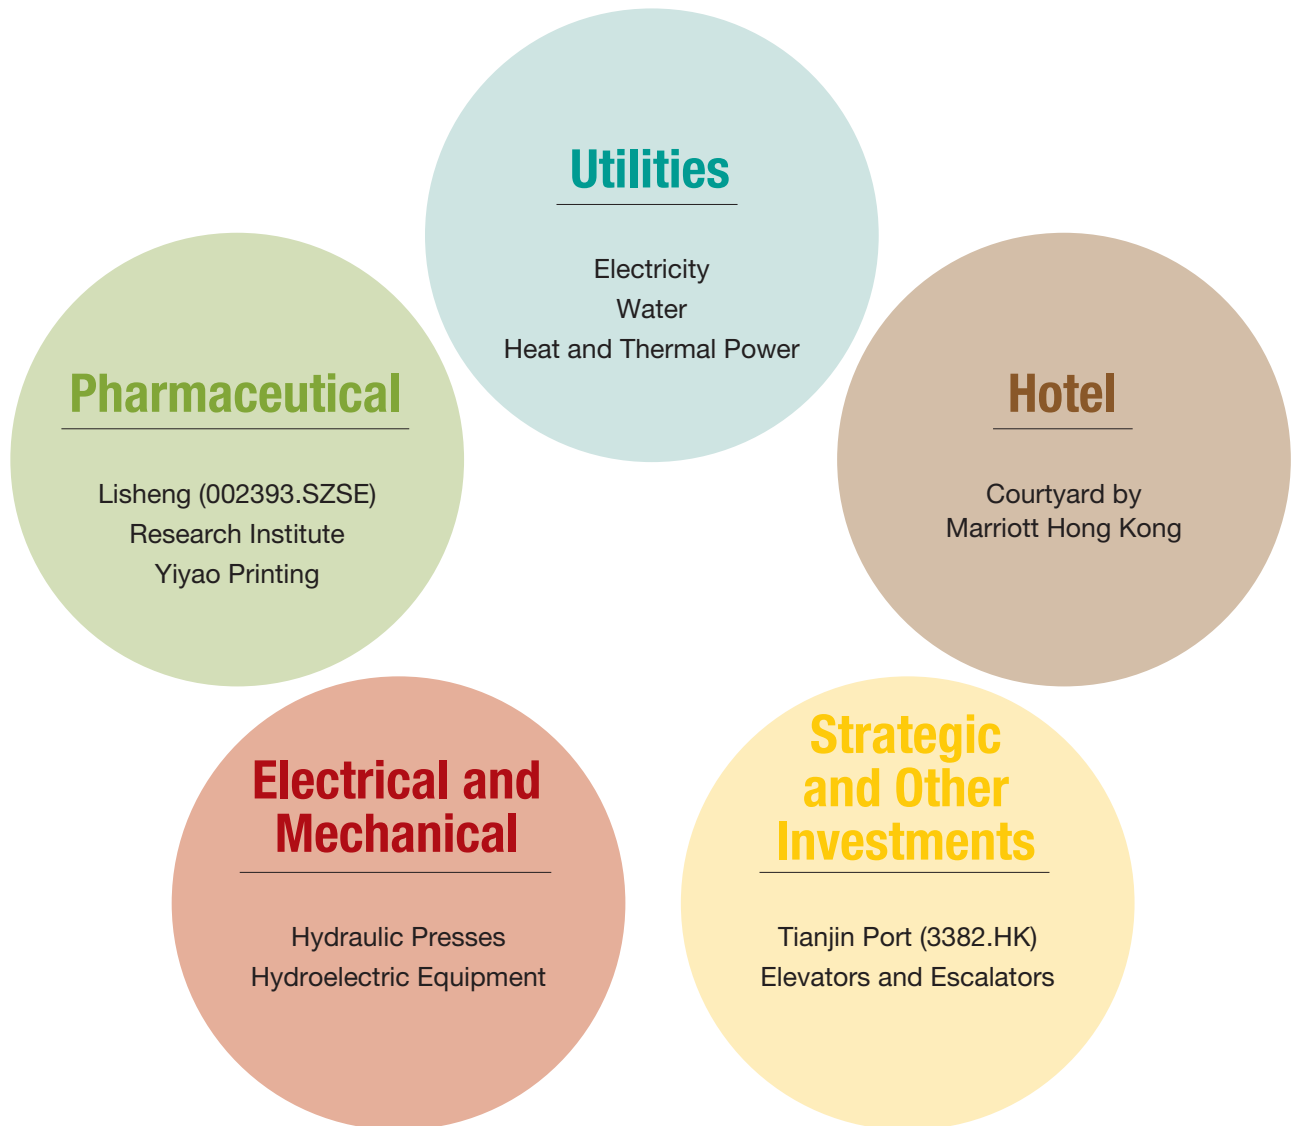 Utilities
Electricity
Water
Heat and Thermal Power
Pharmaceutical
Lisheng (002393.SZSE)
Research Institute
Yiyao Printing
Hotel
Courtyard by
Marriott Hong Kong
Electrical and
Mechanical
Hydraulic Presses
Hydroelectric Equipment
Strategic
and Other
Investments
Tianjin Port (3382.HK)
Elevators and Escalators